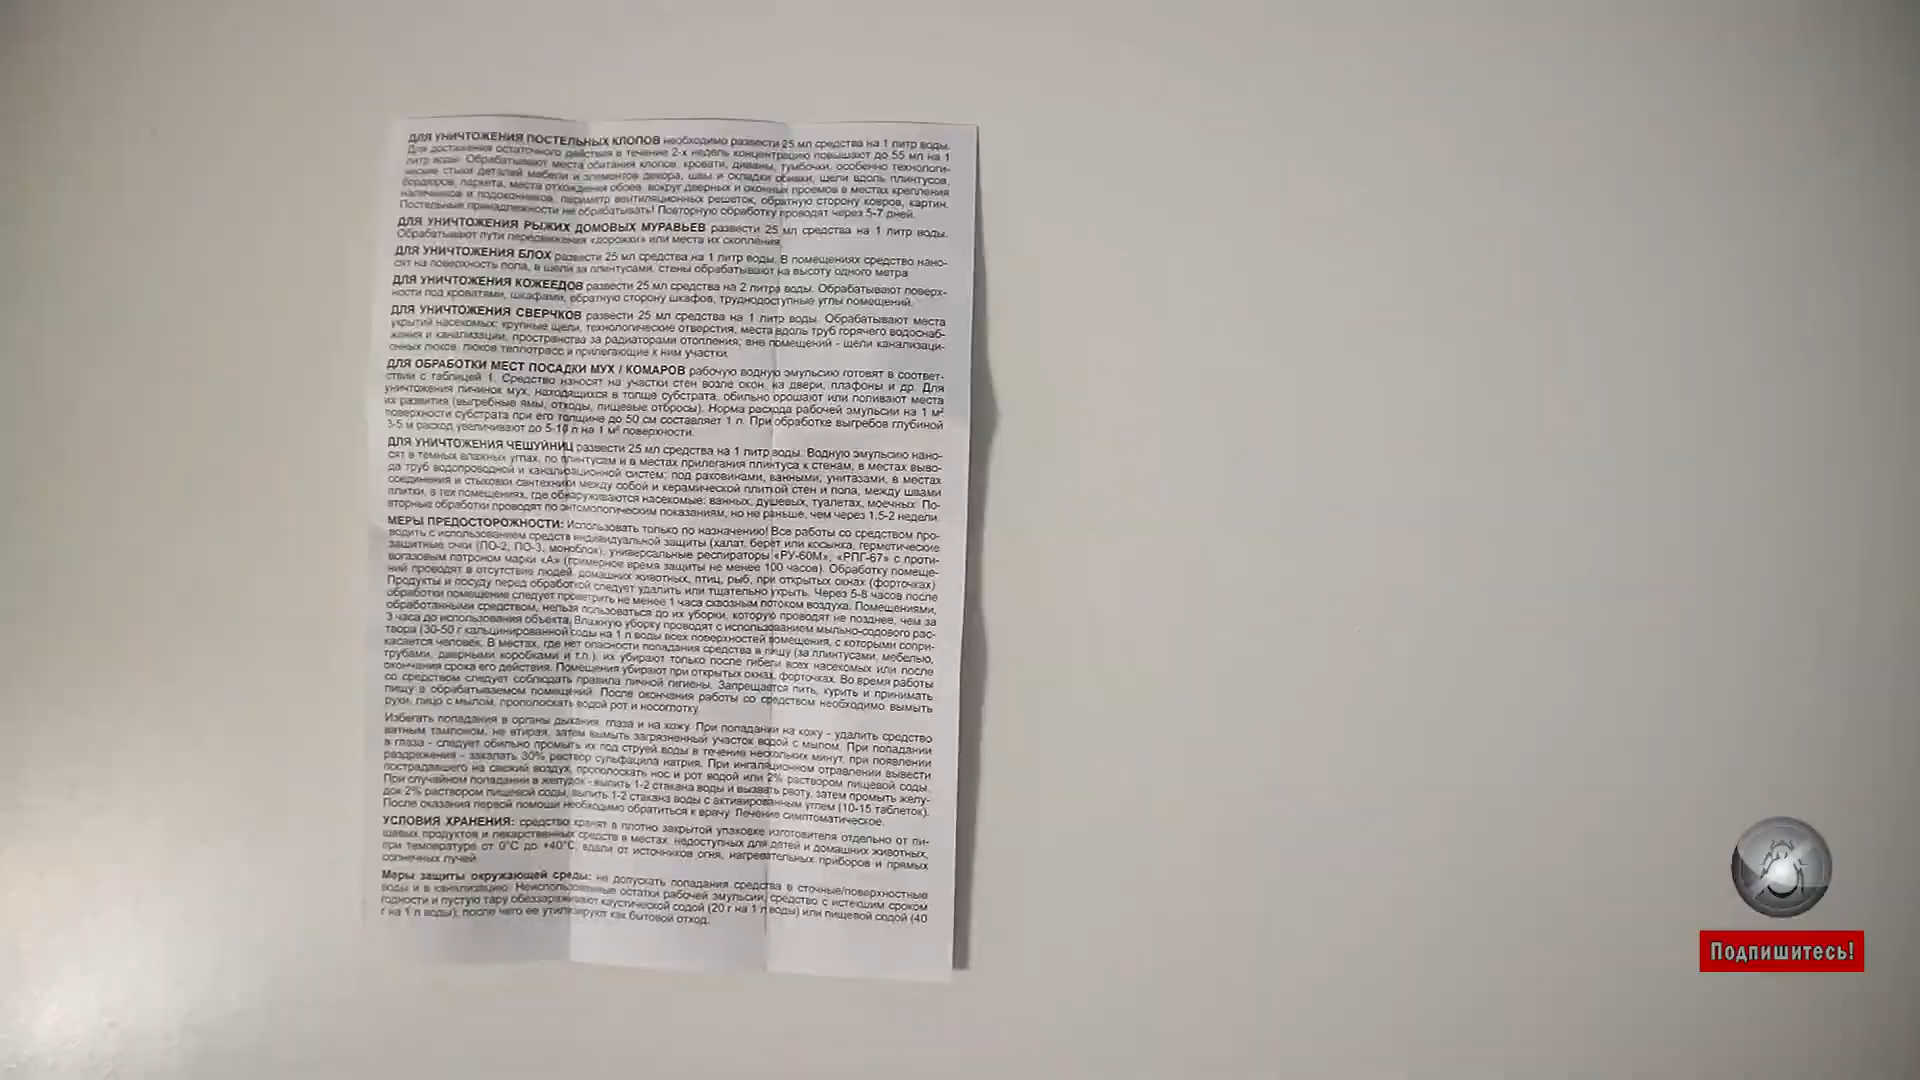 ДЛЯ УНИЧТОЖЕНИЯ ПОСТЕЛЬНЫХ КЛОПОВ необходимо развести 25 мл средства на 1 литр воды.
Для достижения остаточного действия в течение 2-х недель концентрацию повышают до 55 мл на 1
литр воды. Обрабатывают места обитания клопов: кровати, диваны, тумбочки, особенно технологи-
ческие стыки деталей мебели и элементов декора, швы и складки обивки, щели вдоль плинтусов,
бордюров, паркета, места отхождения обоев, вокруг дверных и оконных проемов в местах крепления
наличников и подоконников, периметр вентиляционных решеток, обратную сторону ковров, картин.
Постельные принадлежности не обрабатывать! Повторную обработку проводят через 5-7 дней.
ДЛЯ УНИЧТОЖЕНИЯ РЫЖИХ ДОМОВЫХ МУРАВЬЕВ развести 25 мл средства на 1 литр воды.
Обрабатывают пути передвижения «дорожки» или места их скопления.
ДЛЯ УНИЧТОЖЕНИЯ БЛОХ развести 25 мл средства на 1 литр воды. В помещениях средство нано-
сят на поверхность пола, в щели за плинтусами, стены обрабатывают на высоту одного метра.
ДЛЯ УНИЧТОЖЕНИЯ КОЖЕЕДОВ развести 25 мл средства на 2 литра воды. Обрабатывают поверх-
ности под кроватями, шкафами, обратную сторону шкафов, труднодоступные углы помещений.
ДЛЯ УНИЧТОЖЕНИЯ СВЕРЧКОВ развести 25 мл средства на 1 литр воды. Обрабатывают места
укрытий насекомых: крупные щели, технологические отверстия, места вдоль труб горячего водоснаб-
жения и канализации, пространства за радиаторами отопления; вне помещений - щели канализаци-
онных люков, люков теплотрасс и прилегающие к ним участки.
ДЛЯ ОБРАБОТКИ МЕСТ ПОСАДКИ МУХ / КОМАРОВ рабочую водную эмульсию готовят в соответ-
ствии с таблицей 1. Средство наносят на участки стен возле окон, на двери, плафоны и др. Для
уничтожения личинок мух, находящихся в толще субстрата, обильно орошают или поливают места
их развития (выгребные ямы, отходы, пищевые отбросы). Норма расхода рабочей эмульсии на 1 м²
поверхности субстрата при его толщине до 50 см составляет 1 л. При обработке выгребов глубиной
3-5 м расход увеличивают до 5-10 л на 1 м² поверхности.
ДЛЯ УНИЧТОЖЕНИЯ ЧЕШУЙНИЦ развести 25 мл средства на 1 литр воды. Водную эмульсию нано-
сят в темных влажных углах, по плинтусам и в местах прилегания плинтуса к стенам, в местах выво-
да труб водопроводной и канализационной систем; под раковинами, ванными, унитазами, в местах
соединения и стыковки сантехники между собой и керамической плиткой стен и пола, между швами
плитки, в тех помещениях, где обнаруживаются насекомые: ванных, душевых, туалетах, моечных. По-
вторные обработки проводят по энтомологическим показаниям, но не раньше, чем через 1,5-2 недели.
МЕРЫ ПРЕДОСТОРОЖНОСТИ: Использовать только по назначению! Все работы со средством про-
водить с использованием средств индивидуальной защиты (халат, берет или косынка, герметические
защитные очки (ПО-2, ПО-3, моноблок), универсальные респираторы «РУ-60М», «РПГ-67» с проти-
вогазовым патроном марки «А» (примерное время защиты не менее 100 часов). Обработку помеще-
ний проводят в отсутствие людей, домашних животных, птиц, рыб, при открытых окнах (форточках)
Продукты и посуду перед обработкой следует удалить или тщательно укрыть. Через 5-8 часов после
обработки помещение следует проветрить не менее 1 часа сквозным потоком воздуха. Помещениями,
обработанными средством, нельзя пользоваться до их уборки, которую проводят не позднее, чем за
3 часа до использования объекта. Влажную уборку проводят с использованием мыльно-содового рас-
твора (30-50 г кальцинированной соды на 1 л воды всех поверхностей помещения, с которыми сопри-
касается человек. В местах, где нет опасности попадания средства в пищу (за плинтусами, мебелью,
трубами, дверными коробками и т.п.), их убирают только после гибели всех насекомых или после
окончания срока его действия. Помещения убирают при открытых окнах, форточках. Во время работы
со средством следует соблюдать правила личной гигиены. Запрещается пить, курить и принимать
пищу в обрабатываемом помещений. После окончания работы со средством необходимо вымыть
руки, лицо с мылом, прополоскать водой рот и носоглотку.
Избегать попадания в органы дыхания, глаза и на кожу. При попадании на кожу - удалить средство
ватным тампоном, не втирая, затем вымыть загрязненный участок водой с мылом. При попадании
в глаза - следует обильно промыть их под струей воды в течение нескольких минут, при появлении
раздражения - закапать 30% раствор сульфацила натрия. При ингаляционном отравлении вывести
пострадавшего на свежий воздух, прополоскать нос и рот водой или 2% раствором пищевой соды.
При случайном попадании в желудок - выпить 1-2 стакана воды и вызвать рвоту, затем промыть желу-
док 2% раствором пищевой соды, выпить 1-2 стакана воды с активированным углем (10-15 таблеток).
После оказания первой помощи необходимо обратиться к врачу. Лечение симптоматическое.
УСЛОВИЯ ХРАНЕНИЯ: средство хранят в плотно закрытой упаковке изготовителя отдельно от пи-
щевых продуктов и лекарственных средств в местах, недоступных для детей и домашних животных,
при температуре от 0°С до +40°С, вдали от источников огня, нагревательных приборов и прямых
солнечных лучей.
Меры защиты окружающей среды: не допускать попадания средства в сточные/поверхностные
воды и в канализацию. Неиспользованные остатки рабочей эмульсии, средство с истекшим сроком
годности и пустую тару обеззараживают каустической содой (20 г на 1 л воды) или пищевой содой (40
г на 1 л воды), после чего ее утилизируют как бытовой отход.
Подпишитесь!